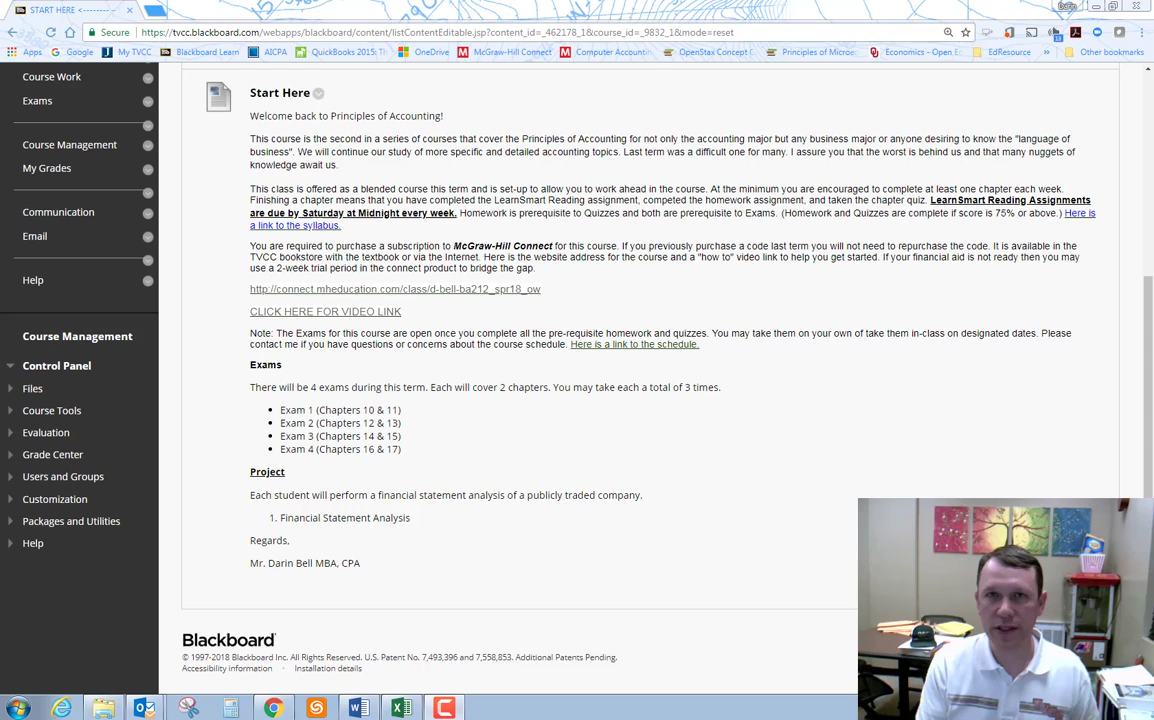 START HERE <--------
Secure
https://tvcc.blackboard.com/webapps/blackboard/content/listContentEditable.jsp?content_id=_462178_1&course_id=_9832_1&mode=reset
Apps Google My TVCC Blackboard Learn AICPA QuickBooks 2015: OneDrive McGraw-Hill Connect Computer Accountin OpenStax Concept C Principles of Microe Economics - Open Ed EdResource » Other bookmarks
Course Work
Exams
Course Management
My Grades
Communication
Email
Help
Course Management
Control Panel
Files
Course Tools
Evaluation
Grade Center
Users and Groups
Customization
Packages and Utilities
Help
Start Here
Welcome back to Principles of Accounting!
This course is the second in a series of courses that cover the Principles of Accounting for not only the accounting major but any business major or anyone desiring to know the "language of
business". We will continue our study of more specific and detailed accounting topics. Last term was a difficult one for many. I assure you that the worst is behind us and that many nuggets of
knowledge await us.
This class is offered as a blended course this term and is set-up to allow you to work ahead in the course. At the minimum you are encouraged to complete at least one chapter each week.
Finishing a chapter means that you have completed the LearnSmart Reading assignment, competed the homework assignment, and taken the chapter quiz. LearnSmart Reading Assignments
are due by Saturday at Midnight every week. Homework is prerequisite to Quizzes and both are prerequisite to Exams. (Homework and Quizzes are complete if score is 75% or above.) Here is
a link to the syllabus.
You are required to purchase a subscription to McGraw-Hill Connect for this course. If you previously purchase a code last term you will not need to repurchase the code. It is available in the
TVCC bookstore with the textbook or via the Internet. Here is the website address for the course and a "how to" video link to help you get started. If your financial aid is not ready then you may
use a 2-week trial period in the connect product to bridge the gap.
http://connect.mheducation.com/class/d-bell-ba212_spr18_ow
CLICK HERE FOR VIDEO LINK
Note: The Exams for this course are open once you complete all the pre-requisite homework and quizzes. You may take them on your own of take them in-class on designated dates. Please
contact me if you have questions or concerns about the course schedule. Here is a link to the schedule.
Exams
There will be 4 exams during this term. Each will cover 2 chapters. You may take each a total of 3 times.
• Exam 1 (Chapters 10 & 11)
• Exam 2 (Chapters 12 & 13)
• Exam 3 (Chapters 14 & 15)
• Exam 4 (Chapters 16 & 17)
Project
Each student will perform a financial statement analysis of a publicly traded company.
1. Financial Statement Analysis
Regards,
Mr. Darin Bell MBA, CPA
Blackboard
© 1997-2018 Blackboard Inc. All Rights Reserved. U.S. Patent No. 7,493,396 and 7,558,853. Additional Patents Pending.
Accessibility information · Installation details